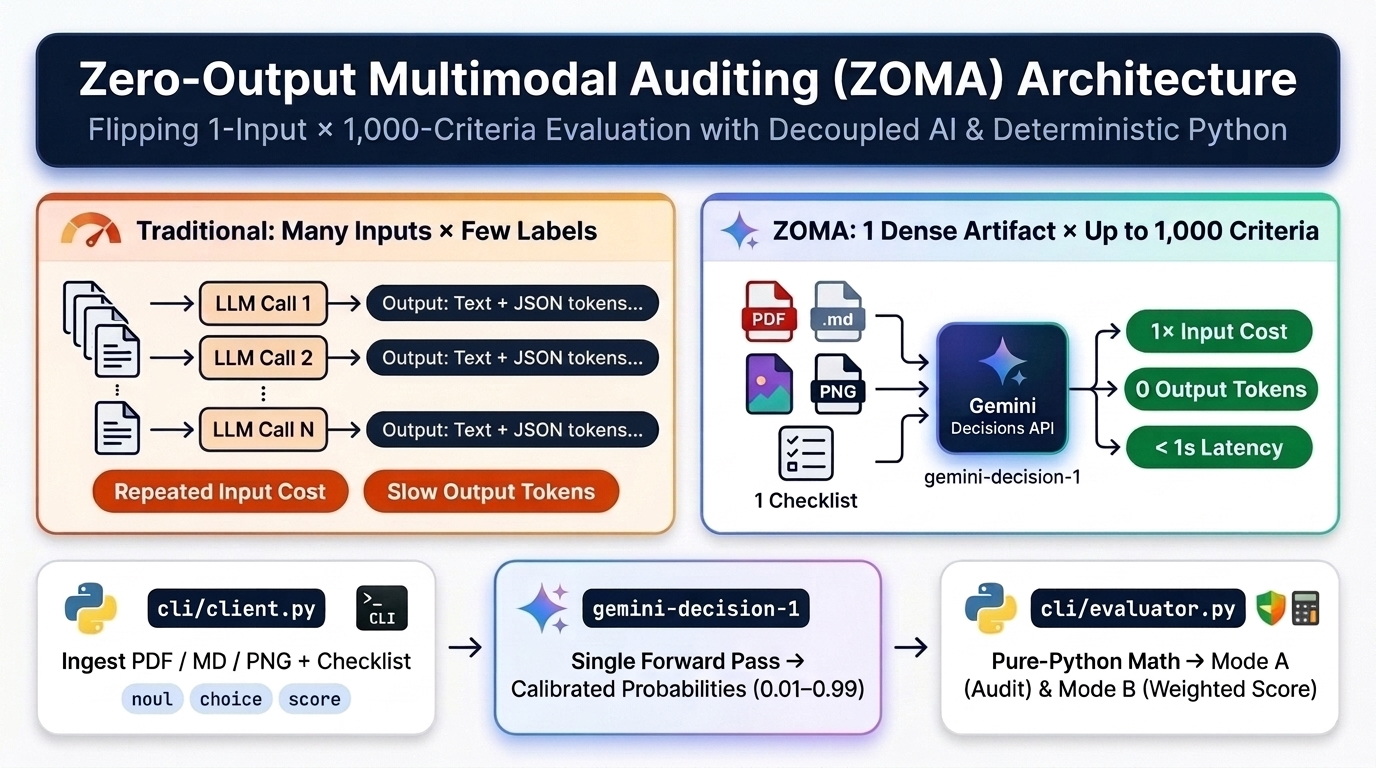 Zero-Output Multimodal Auditing (ZOMA) Architecture
Flipping 1-Input × 1,000-Criteria Evaluation with Decoupled AI & Deterministic Python
Traditional: Many Inputs × Few Labels
LLM Call 1
Output: Text + JSON tokens...
LLM Call 2
Output: Text + JSON tokens...
LLM Call N
Output: Text + JSON tokens...
Repeated Input Cost
Slow Output Tokens
ZOMA: 1 Dense Artifact × Up to 1,000 Criteria
PDF
.md
PNG
1 Checklist
Gemini
Decisions API
gemini-decision-1
1× Input Cost
0 Output Tokens
< 1s Latency
cli/client.py
>_
CLI
Ingest PDF / MD / PNG + Checklist
noul
choice
score
gemini-decision-1
Single Forward Pass →
Calibrated Probabilities (0.01–0.99)
cli/evaluator.py
Pure-Python Math → Mode A
(Audit) & Mode B (Weighted Score)